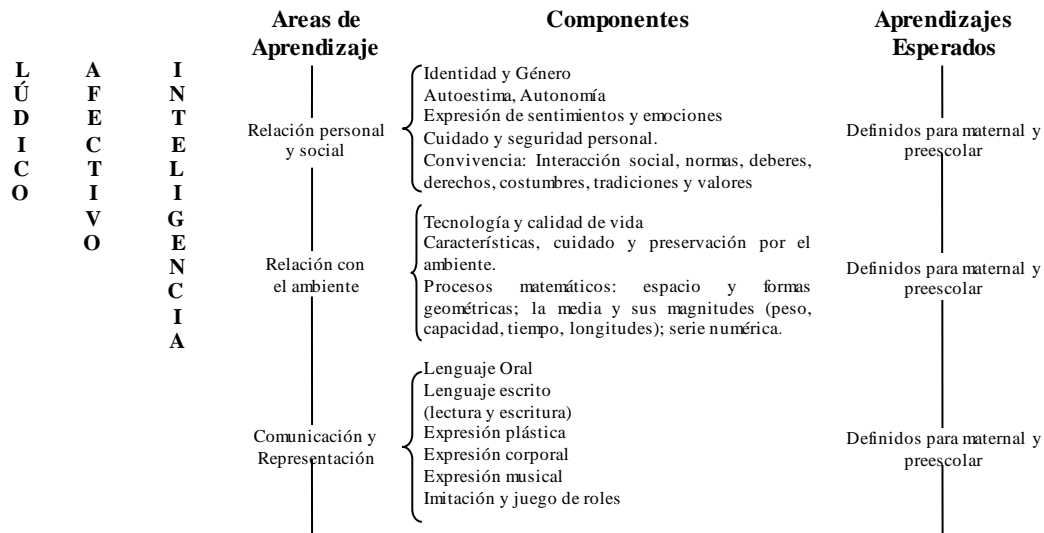 Areas de
Aprendizaje
Componentes
Aprendizajes
Esperados
LÚDICO
AFECTIVO
INTELIGENCIA
Relación personal
y social
Identidad y Género
Autoestima, Autonomía
Expresión de sentimientos y emociones
Cuidado y seguridad personal.
Convivencia: Interacción social, normas, deberes,
derechos, costumbres, tradiciones y valores
Definidos para maternal y
preescolar
Relación con
el ambiente
Tecnología y calidad de vida
Características, cuidado y preservación por el
ambiente.
Procesos matemáticos: espacio y formas
geométricas; la media y sus magnitudes (peso,
capacidad, tiempo, longitudes); serie numérica.
Definidos para maternal y
preescolar
Comunicación y
Representación
Lenguaje Oral
Lenguaje escrito
(lectura y escritura)
Expresión plástica
Expresión corporal
Expresión musical
Imitación y juego de roles
Definidos para maternal y
preescolar